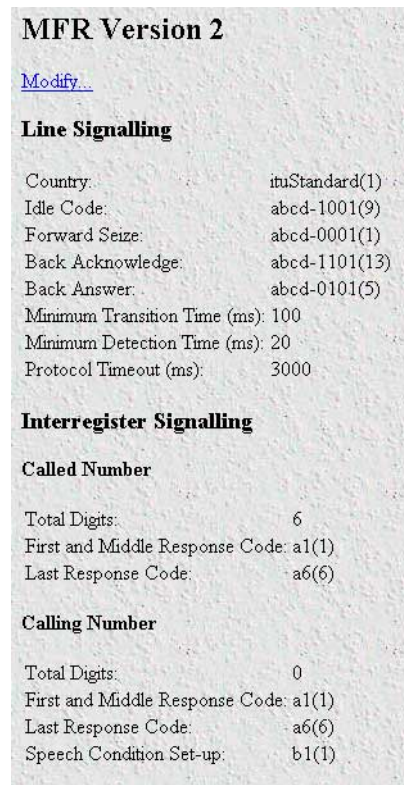 MFR Version 2
Modify...
Line Signalling
Country: ituStandard(1)
Idle Code: abcd-1001(9)
Forward Seize: abcd-0001(1)
Back Acknowledge: abcd-1101(13)
Back Answer: abcd-0101(5)
Minimum Transition Time (ms): 100
Minimum Detection Time (ms): 20
Protocol Timeout (ms): 3000
Interregister Signalling
Called Number
Total Digits: 6
First and Middle Response Code: a1(1)
Last Response Code: a6(6)
Calling Number
Total Digits: 0
First and Middle Response Code: a1(1)
Last Response Code: a6(6)
Speech Condition Set-up: b1(1)